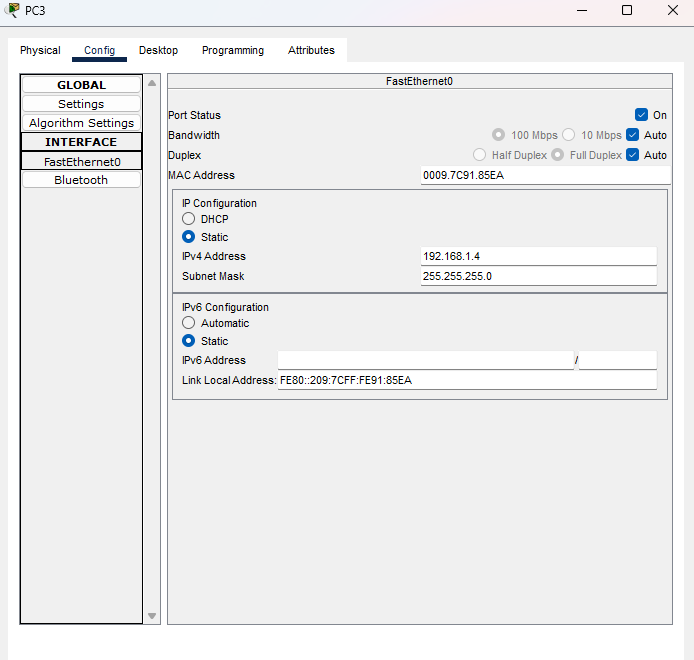 PC3
Physical Config Desktop Programming Attributes
GLOBAL
Settings
Algorithm Settings
INTERFACE
FastEthernet0
Bluetooth
FastEthernet0
Port Status On
Bandwidth 100 Mbps 10 Mbps Auto
Duplex Half Duplex Full Duplex Auto
MAC Address 0009.7C91.85EA
IP Configuration
DHCP
Static
IPv4 Address 192.168.1.4
Subnet Mask 255.255.255.0
IPv6 Configuration
Automatic
Static
IPv6 Address /
Link Local Address: FE80::209:7CFF:FE91:85EA